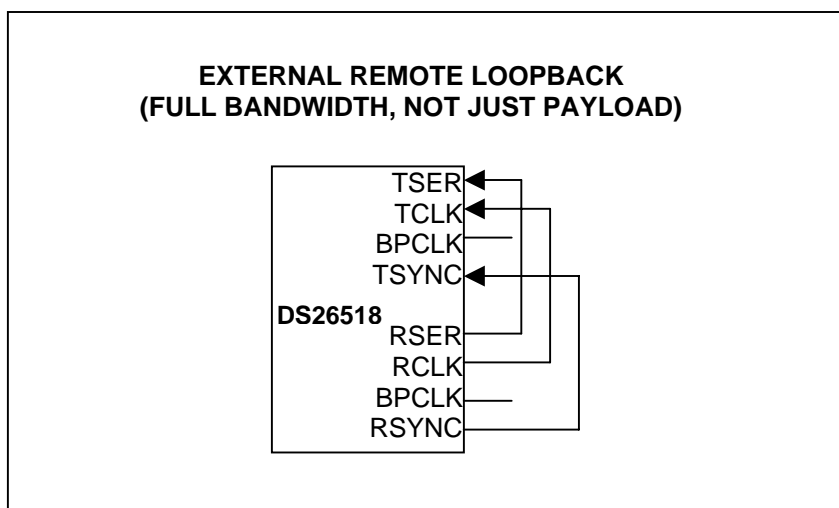 EXTERNAL REMOTE LOOPBACK
(FULL BANDWIDTH, NOT JUST PAYLOAD)
TSER
TCLK
BPCLK
TSYNC
DS26518
RSER
RCLK
BPCLK
RSYNC